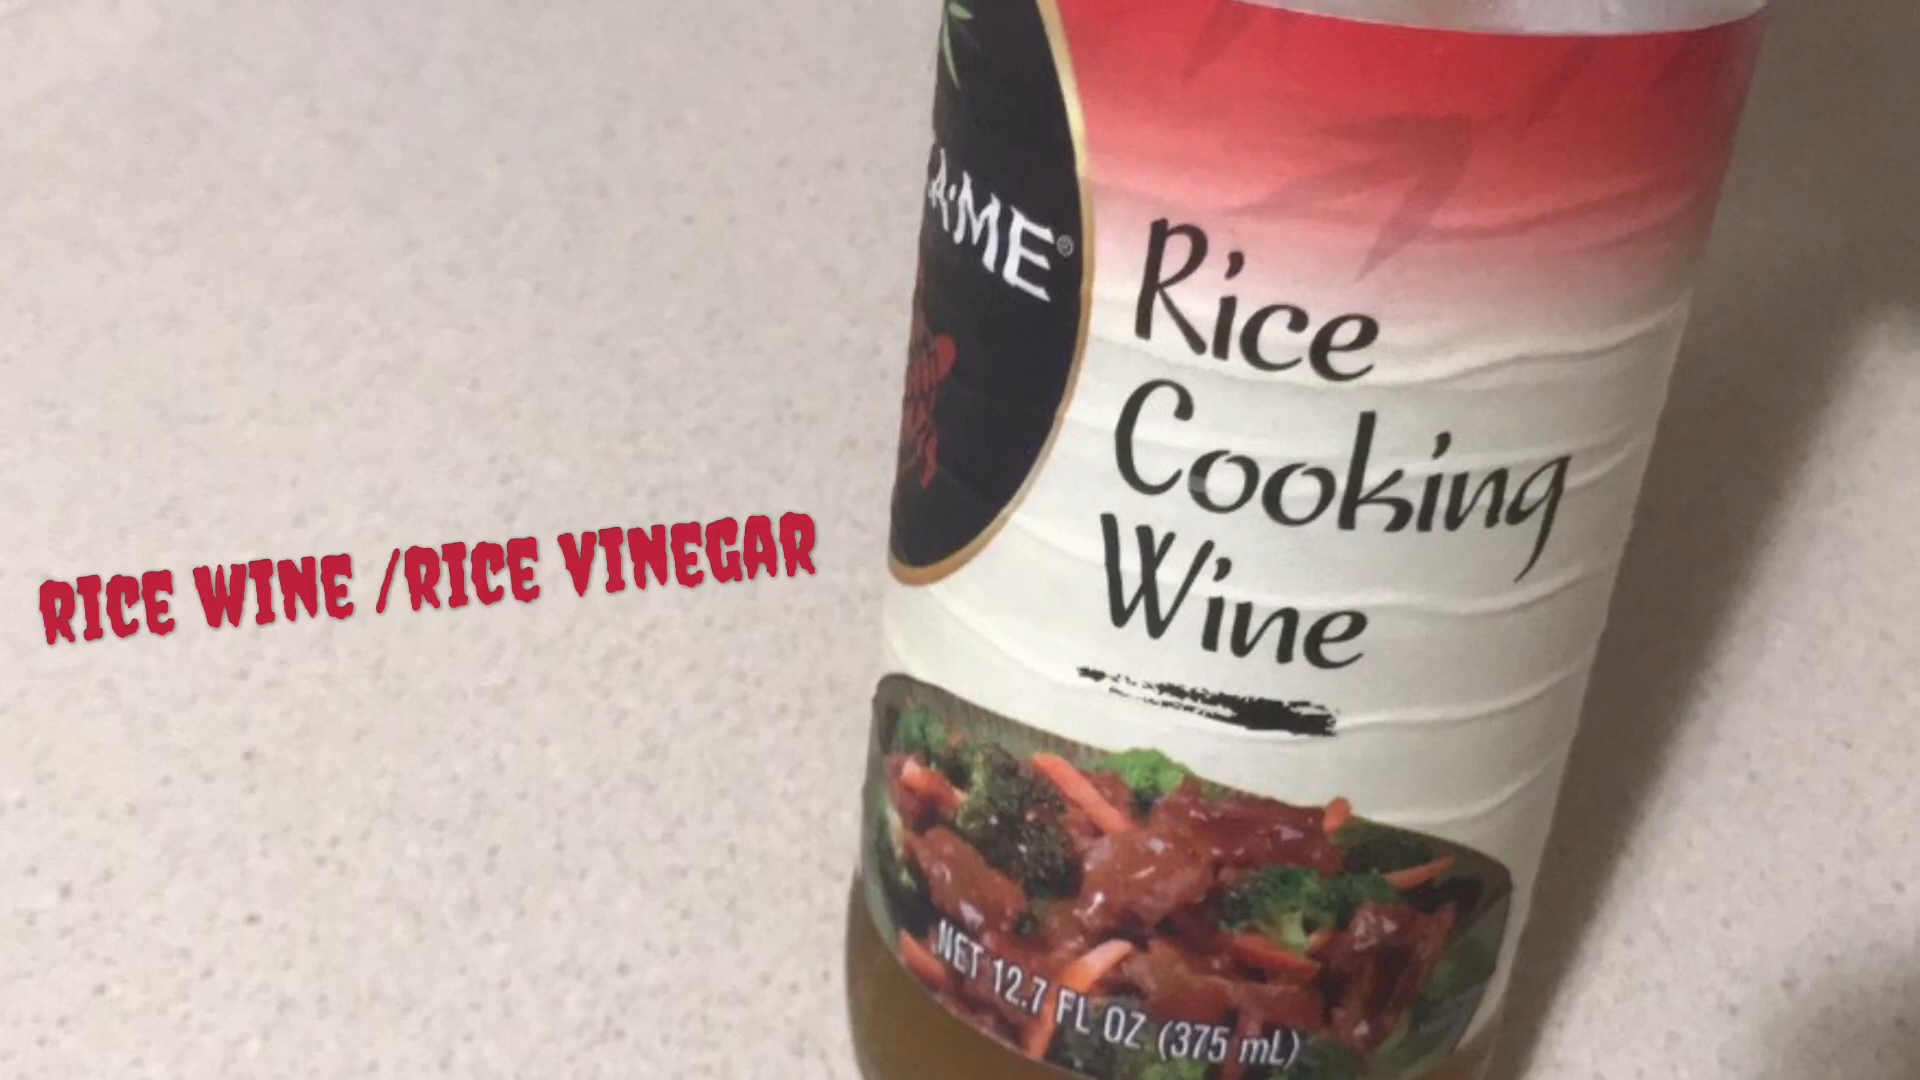 RICE WINE /RICE VINEGAR
A·ME®
Rice
Cooking
Wine
NET 12.7 FL OZ (375 mL)